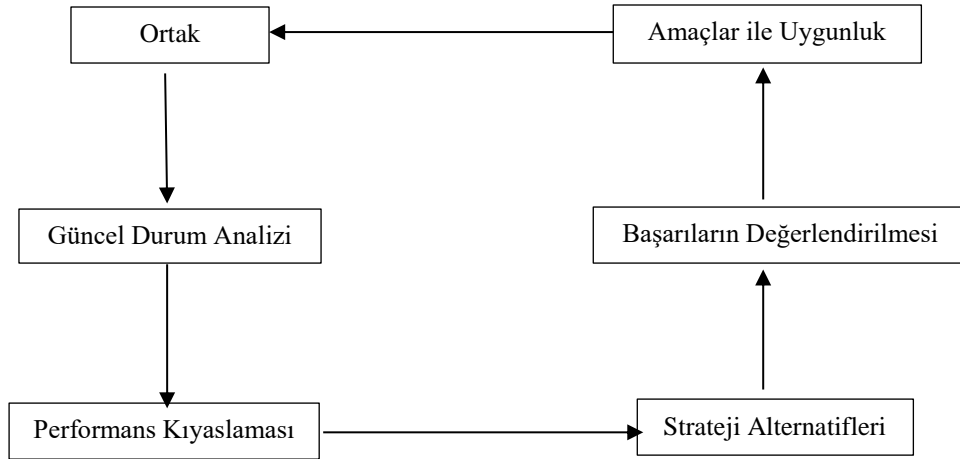 Ortak
Amaçlar ile Uygunluk
Güncel Durum Analizi
Başarıların Değerlendirilmesi
Performans Kıyaslaması
Strateji Alternatifleri